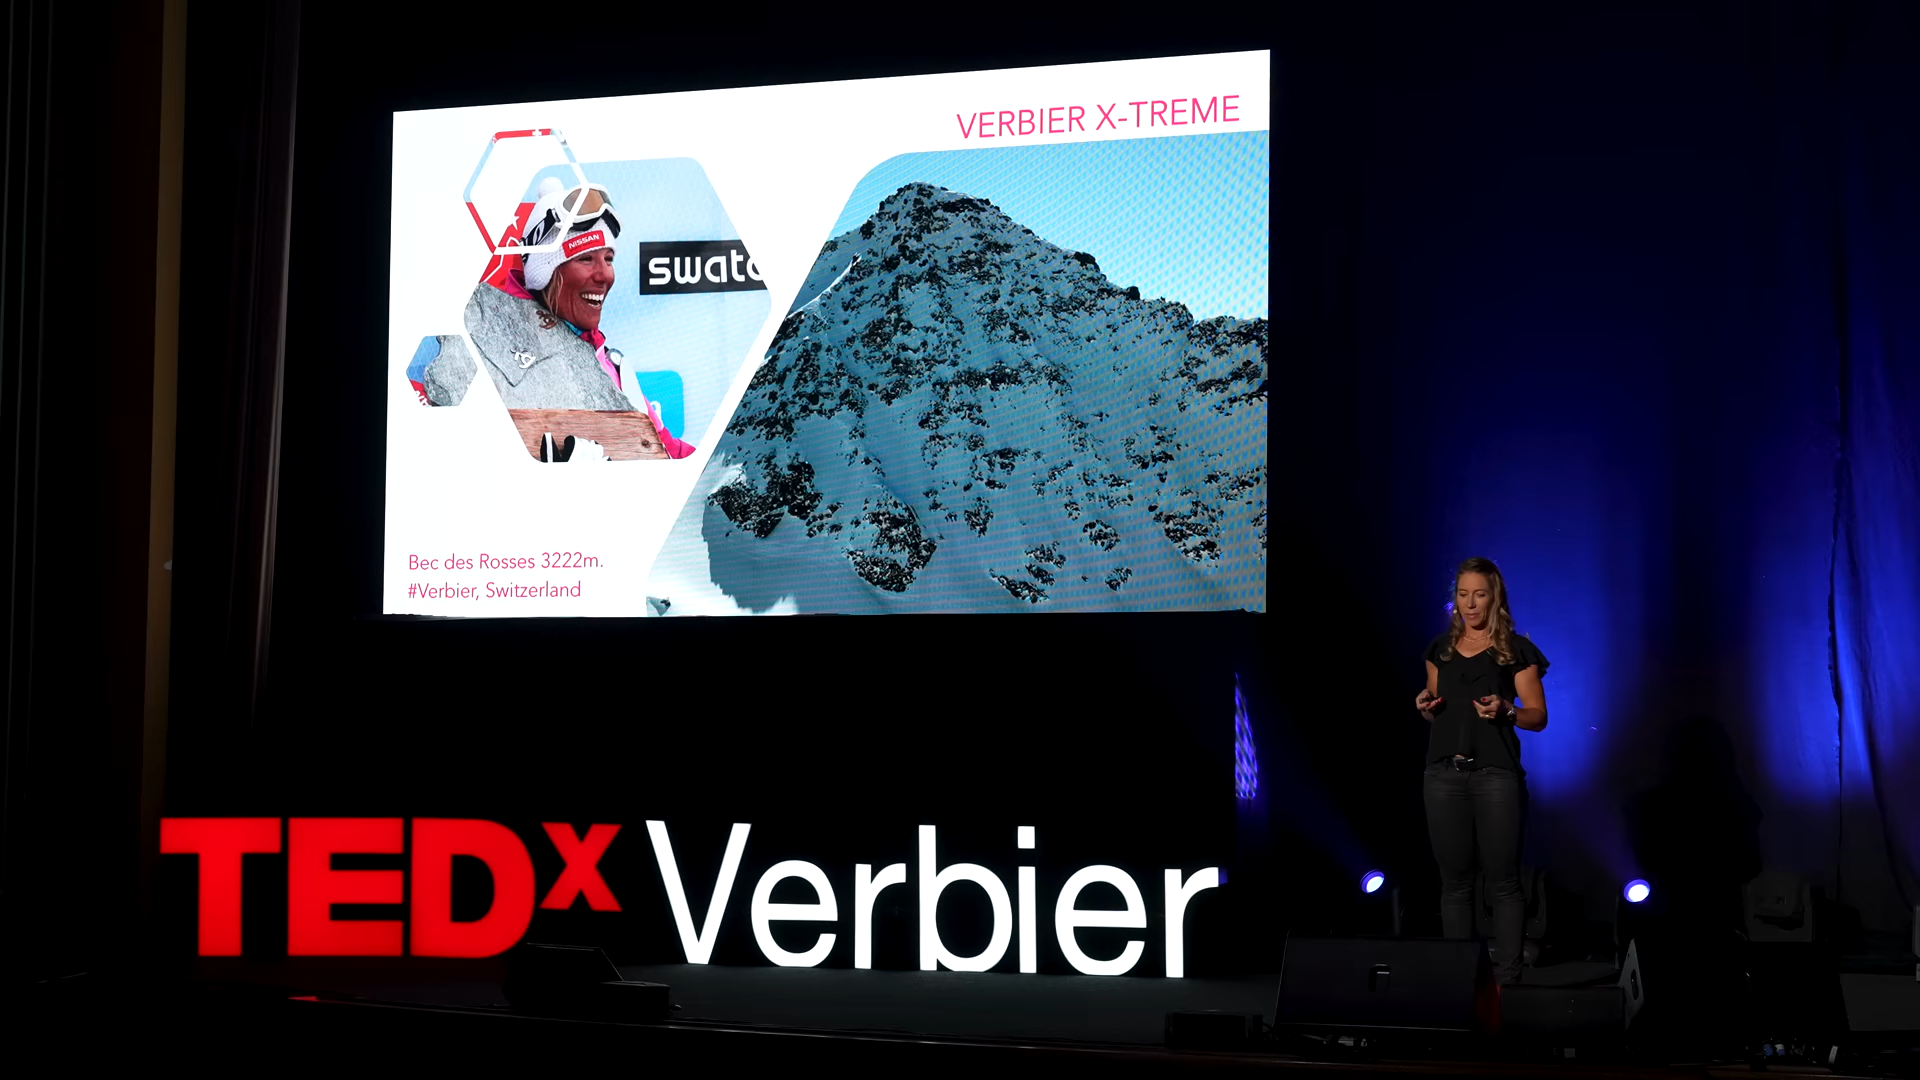 VERBIER X-TREME
NISSAN
swatc
Bec des Rosses 3222m.
#Verbier, Switzerland
TEDx Verbier